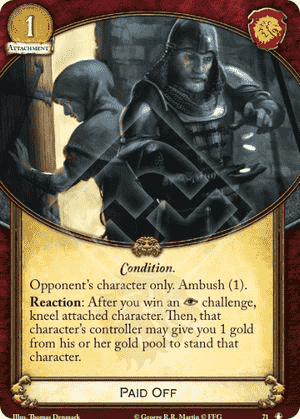 1
ATTACHMENT
Condition.
Opponent's character only. Ambush (1).
Reaction: After you win an challenge,
kneel attached character. Then, that
character's controller may give you 1 gold
from his or her gold pool to stand that
character.
PAID OFF
Illus. Thomas Denmark © George R.R. Martin © FFG 71